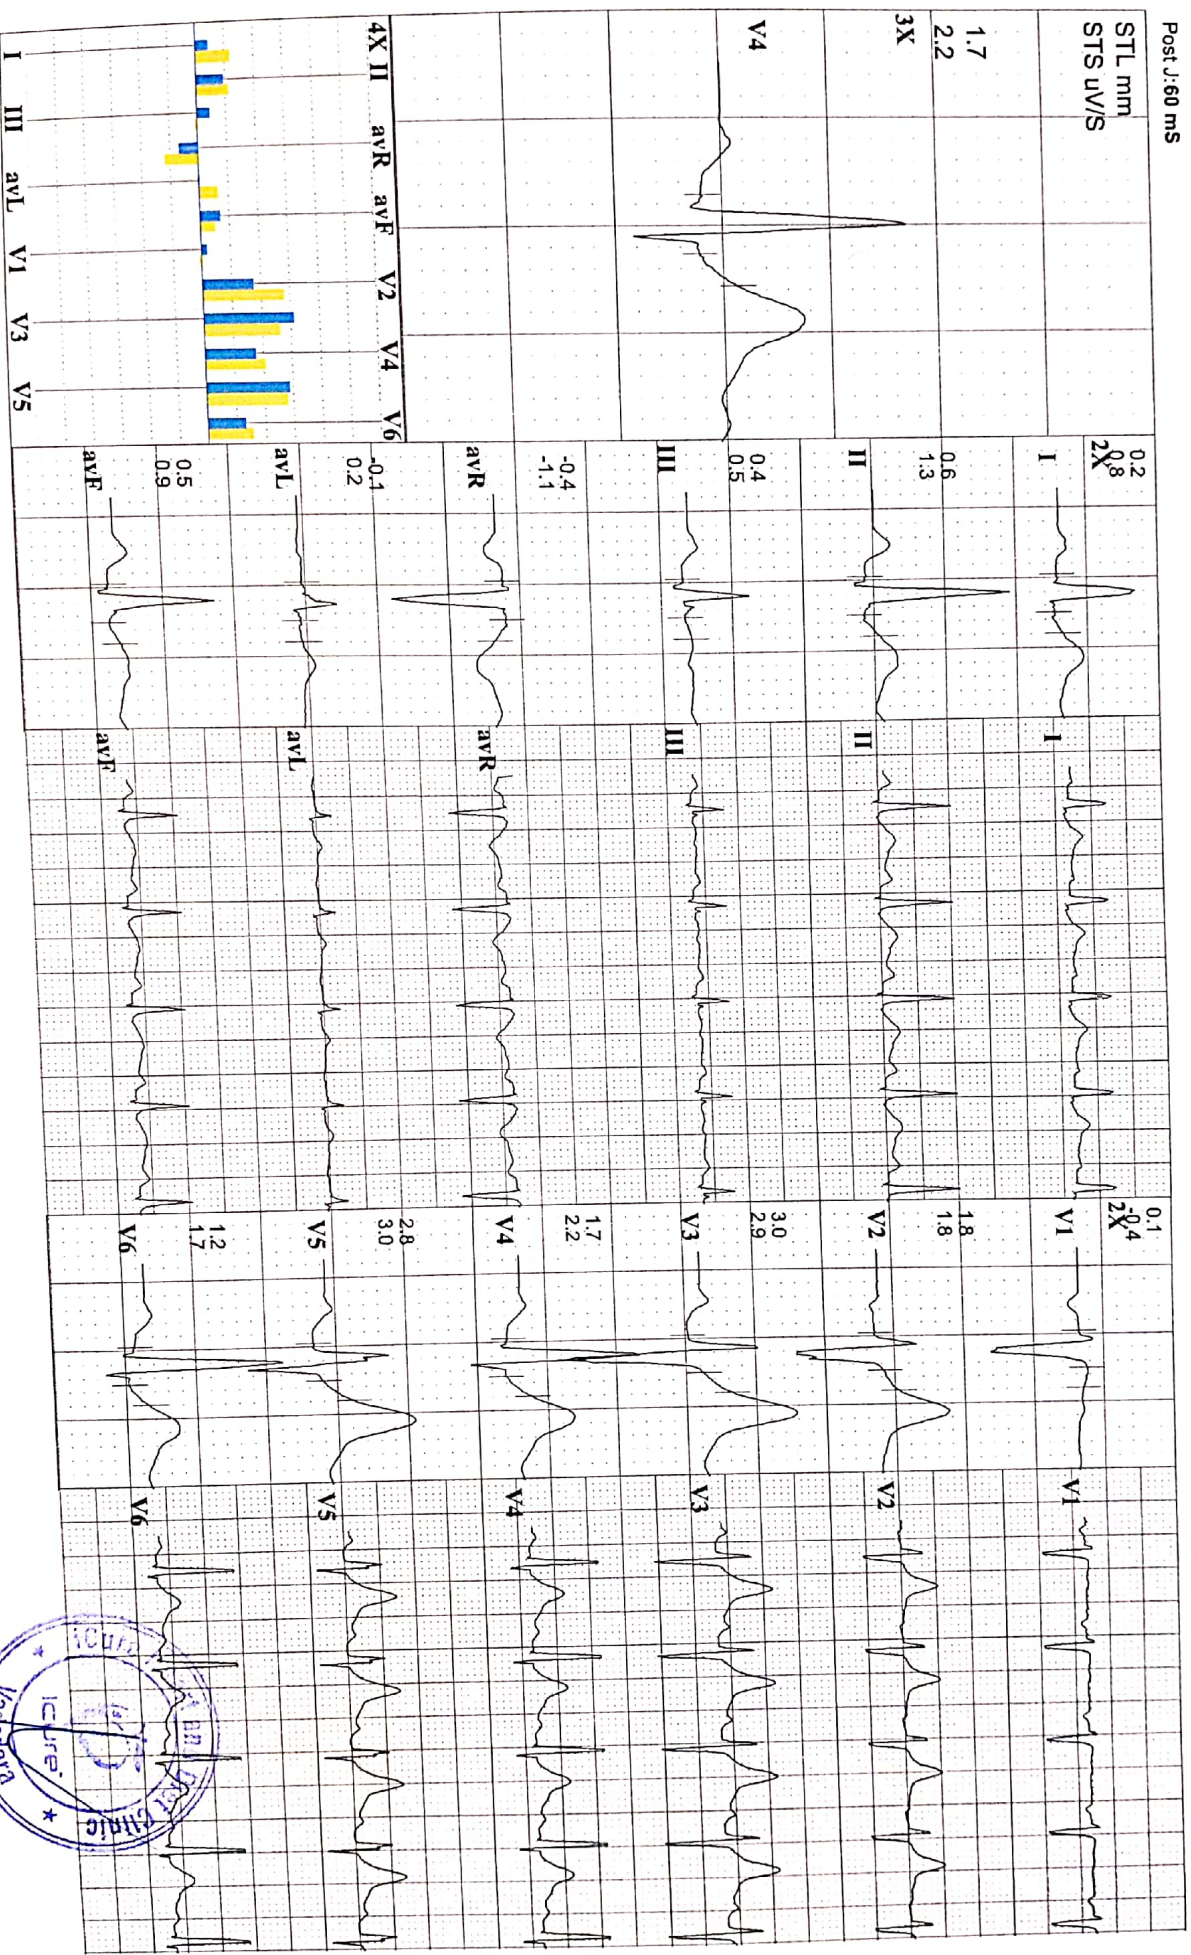 Post J:60 mS
STL mm
STS uV/S
1.7
2.2
3X
V4
4X II avR avF V2 V4 V6
I III avL V1 V3 V5
0.2
0.8
2X
I
0.6
1.3
II
0.4
0.5
III
-0.4
-1.1
avR
-0.1
0.2
avL
0.5
0.9
avF
I
II
III
avR
avL
avF
0.1
-0.4
2X
V1
1.8
1.8
V2
3.0
2.9
V3
1.7
2.2
V4
2.8
3.0
V5
1.2
1.7
V6
V1
V2
V3
V4
V5
V6
Clinic